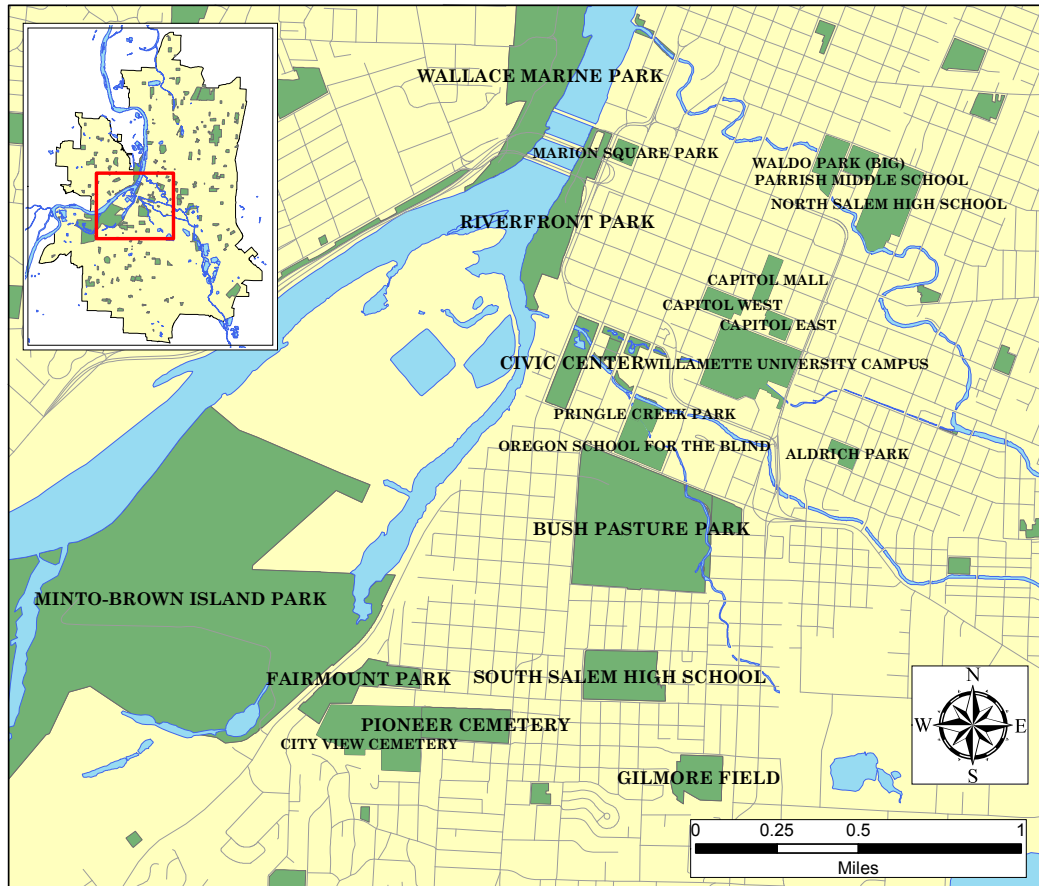 WALLACE MARINE PARK
MARION SQUARE PARK
WALDO PARK (BIG)
PARRISH MIDDLE SCHOOL
NORTH SALEM HIGH SCHOOL
RIVERFRONT PARK
CAPITOL MALL
CAPITOL WEST
CAPITOL EAST
CIVIC CENTER
WILLAMETTE UNIVERSITY CAMPUS
PRINGLE CREEK PARK
OREGON SCHOOL FOR THE BLIND
ALDRICH PARK
BUSH PASTURE PARK
MINTO-BROWN ISLAND PARK
FAIRMOUNT PARK
SOUTH SALEM HIGH SCHOOL
PIONEER CEMETERY
CITY VIEW CEMETERY
GILMORE FIELD
N
W
E
S
0 0.25 0.5 1
Miles